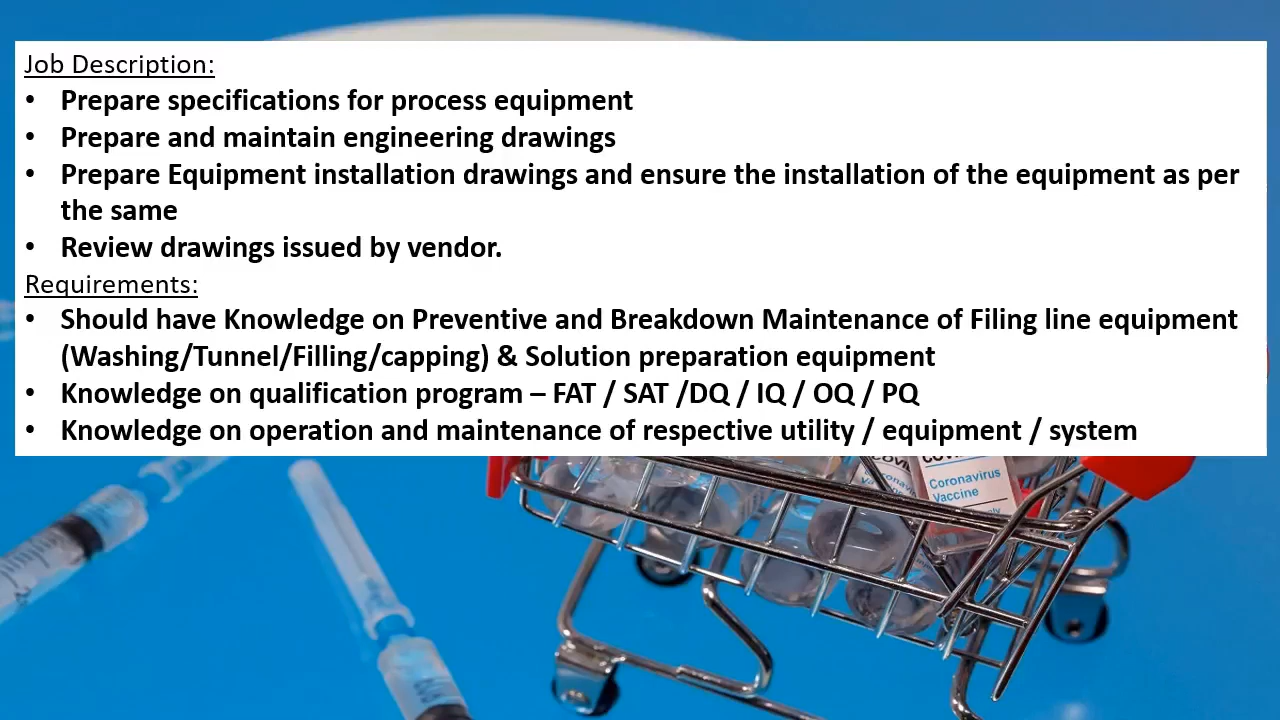 Job Description:
• Prepare specifications for process equipment
• Prepare and maintain engineering drawings
• Prepare Equipment installation drawings and ensure the installation of the equipment as per
the same
• Review drawings issued by vendor.
Requirements:
• Should have Knowledge on Preventive and Breakdown Maintenance of Filing line equipment
(Washing/Tunnel/Filling/capping) & Solution preparation equipment
• Knowledge on qualification program – FAT / SAT /DQ / IQ / OQ / PQ
• Knowledge on operation and maintenance of respective utility / equipment / system
Coronavirus
Vaccine